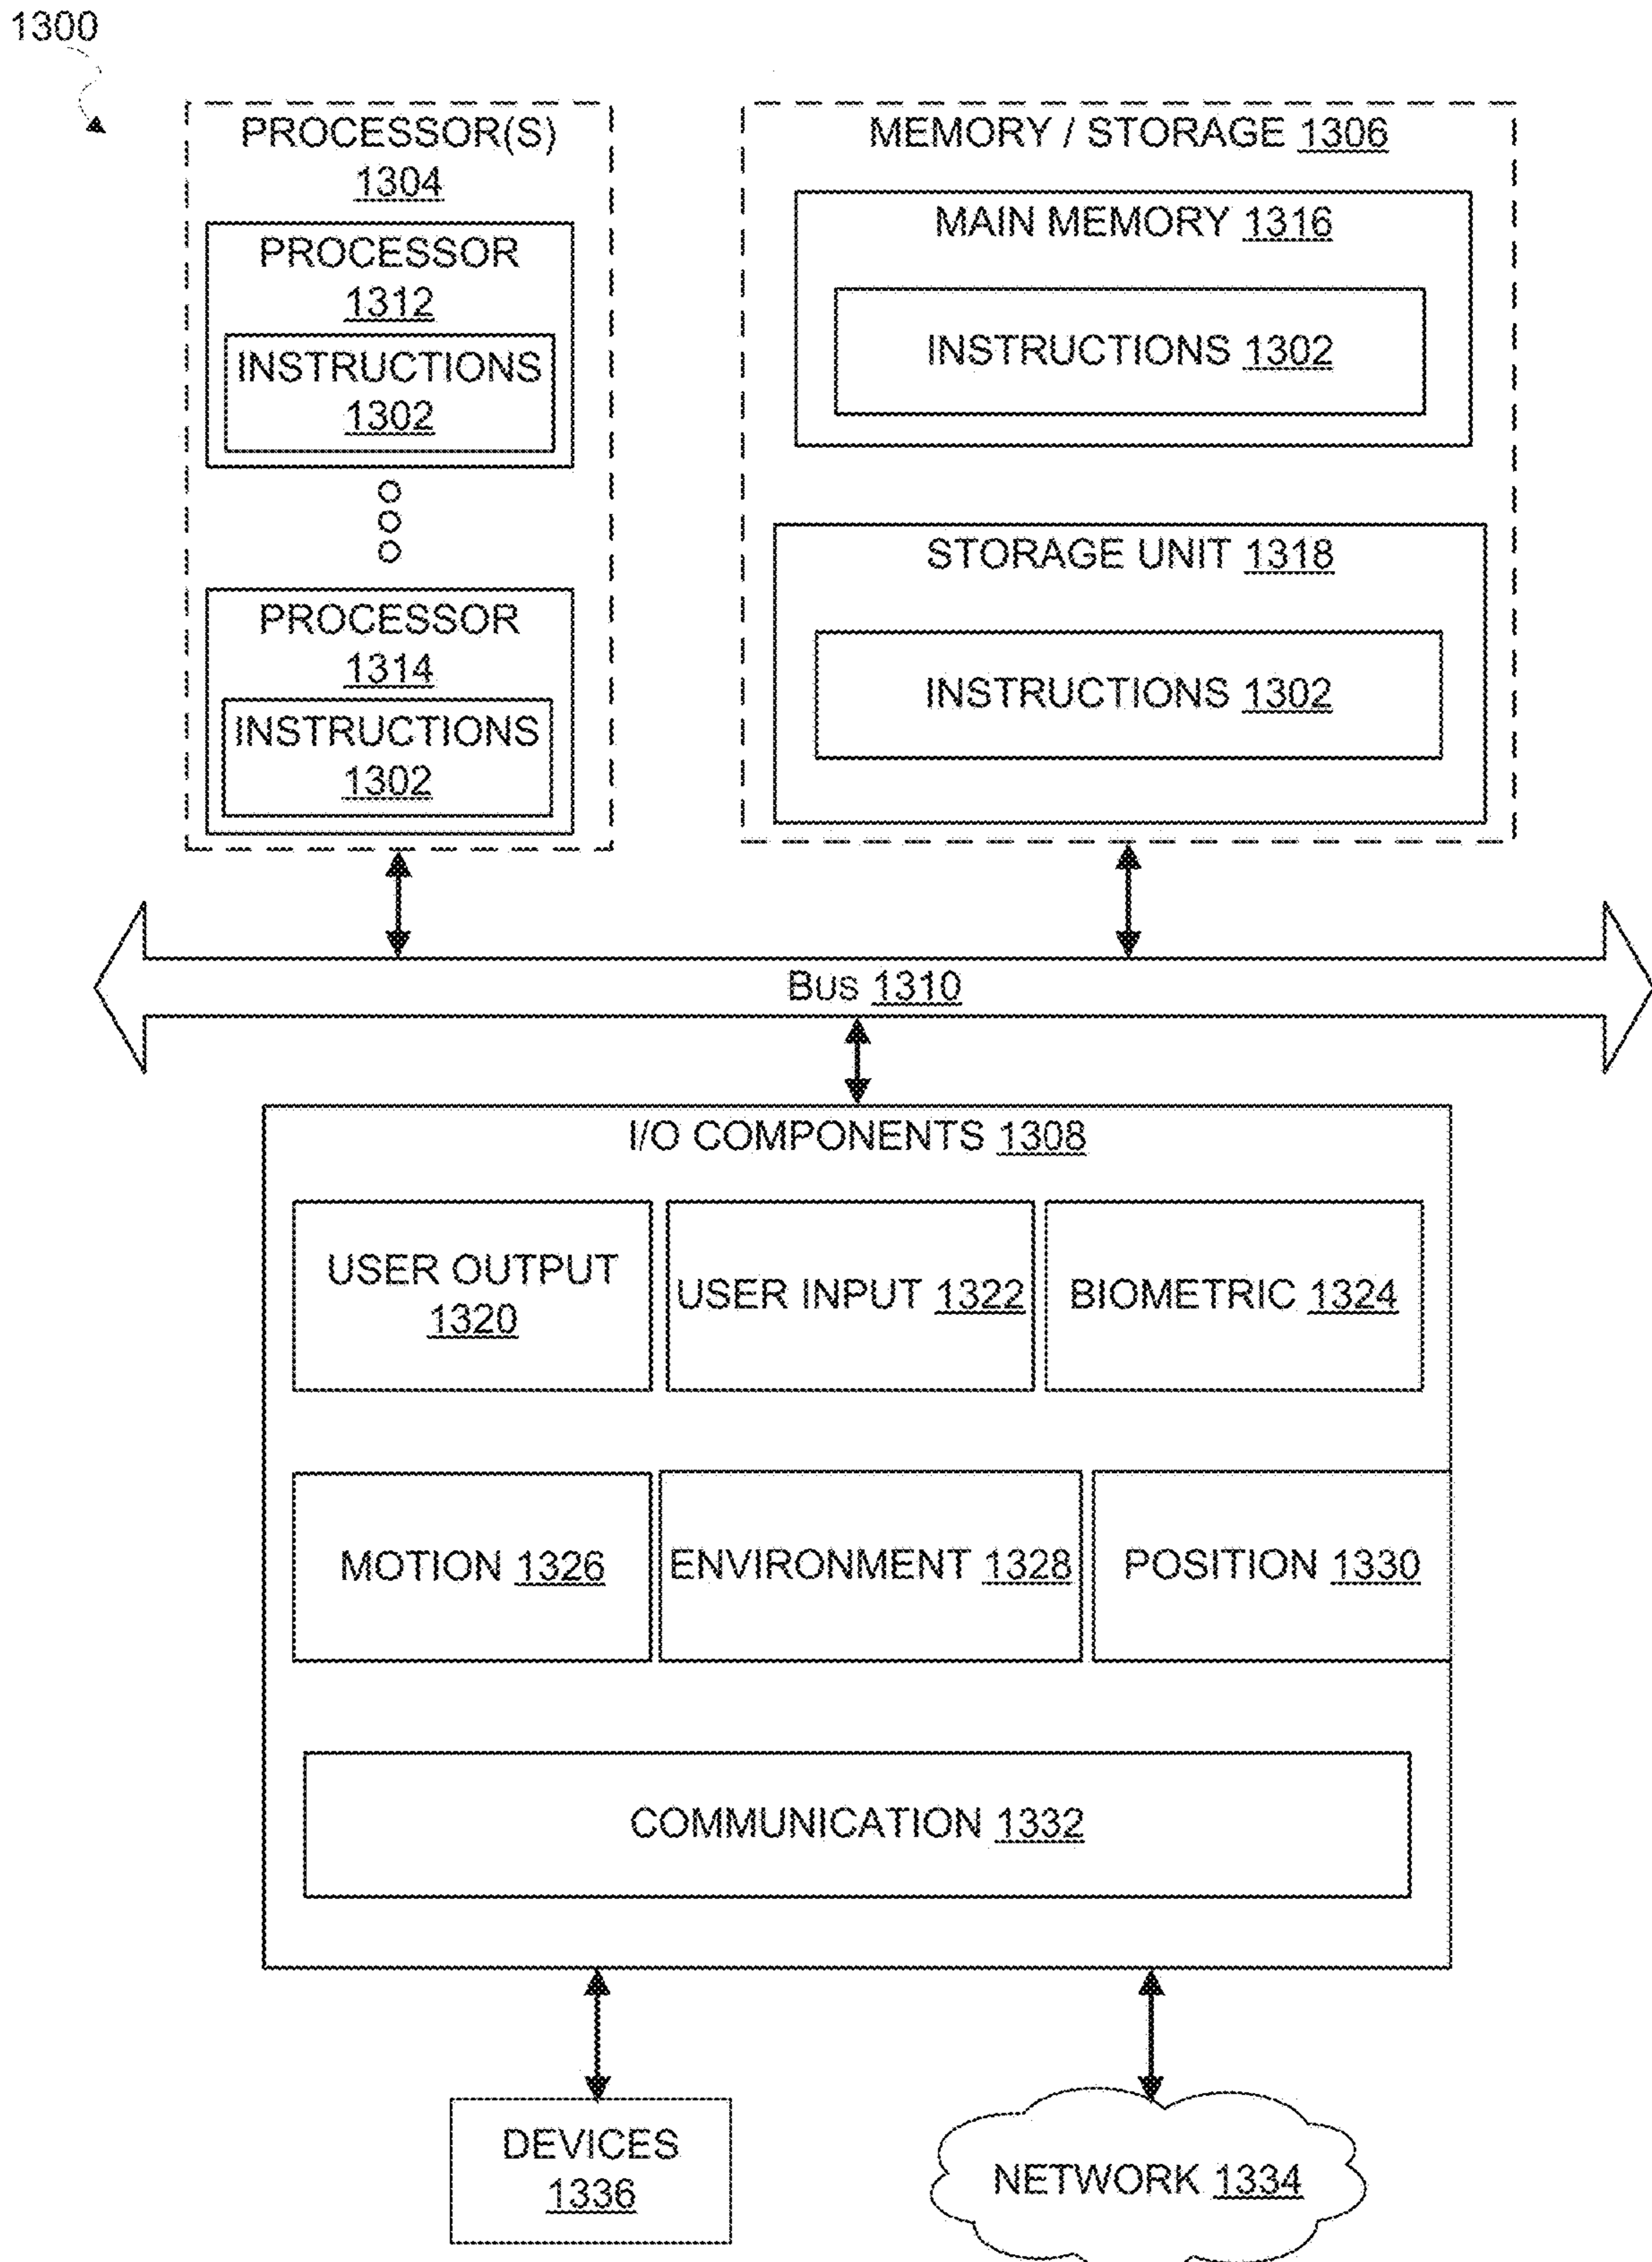 1300
PROCESSOR(S)
1304
PROCESSOR
1312
INSTRUCTIONS
1302
PROCESSOR
1314
INSTRUCTIONS
1302
MEMORY / STORAGE 1306
MAIN MEMORY 1316
INSTRUCTIONS 1302
STORAGE UNIT 1318
INSTRUCTIONS 1302
BUS 1310
I/O COMPONENTS 1308
USER OUTPUT
1320
USER INPUT 1322
BIOMETRIC 1324
MOTION 1326
ENVIRONMENT 1328
POSITION 1330
COMMUNICATION 1332
DEVICES
1336
NETWORK 1334